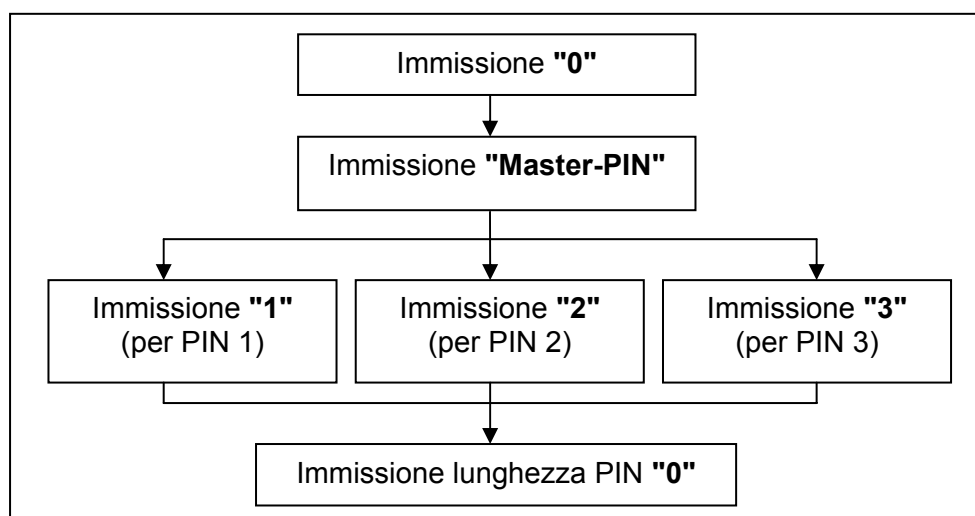 Immissione "0"
Immissione "Master-PIN"
Immissione "1"
(per PIN 1)
Immissione "2"
(per PIN 2)
Immissione "3"
(per PIN 3)
Immissione lunghezza PIN "0"